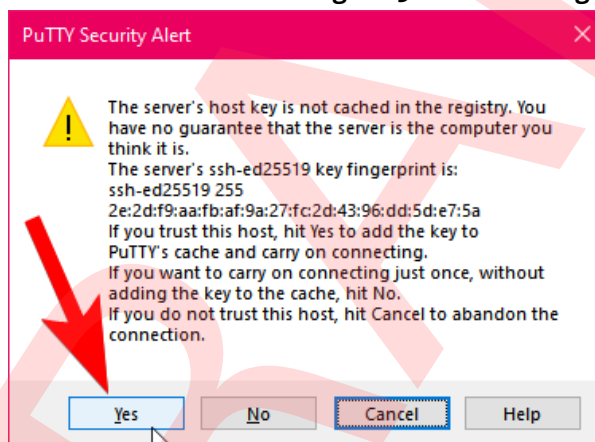 PuTTY Security Alert
The server's host key is not cached in the registry. You
have no guarantee that the server is the computer you
think it is.
The server's ssh-ed25519 key fingerprint is:
ssh-ed25519 255
2e:2d:f9:aa:fb:af:9a:27:fc:2d:43:96:dd:5d:e7:5a
If you trust this host, hit Yes to add the key to
PuTTY's cache and carry on connecting.
If you want to carry on connecting just once, without
adding the key to the cache, hit No.
If you do not trust this host, hit Cancel to abandon the
connection.
Yes No Cancel Help